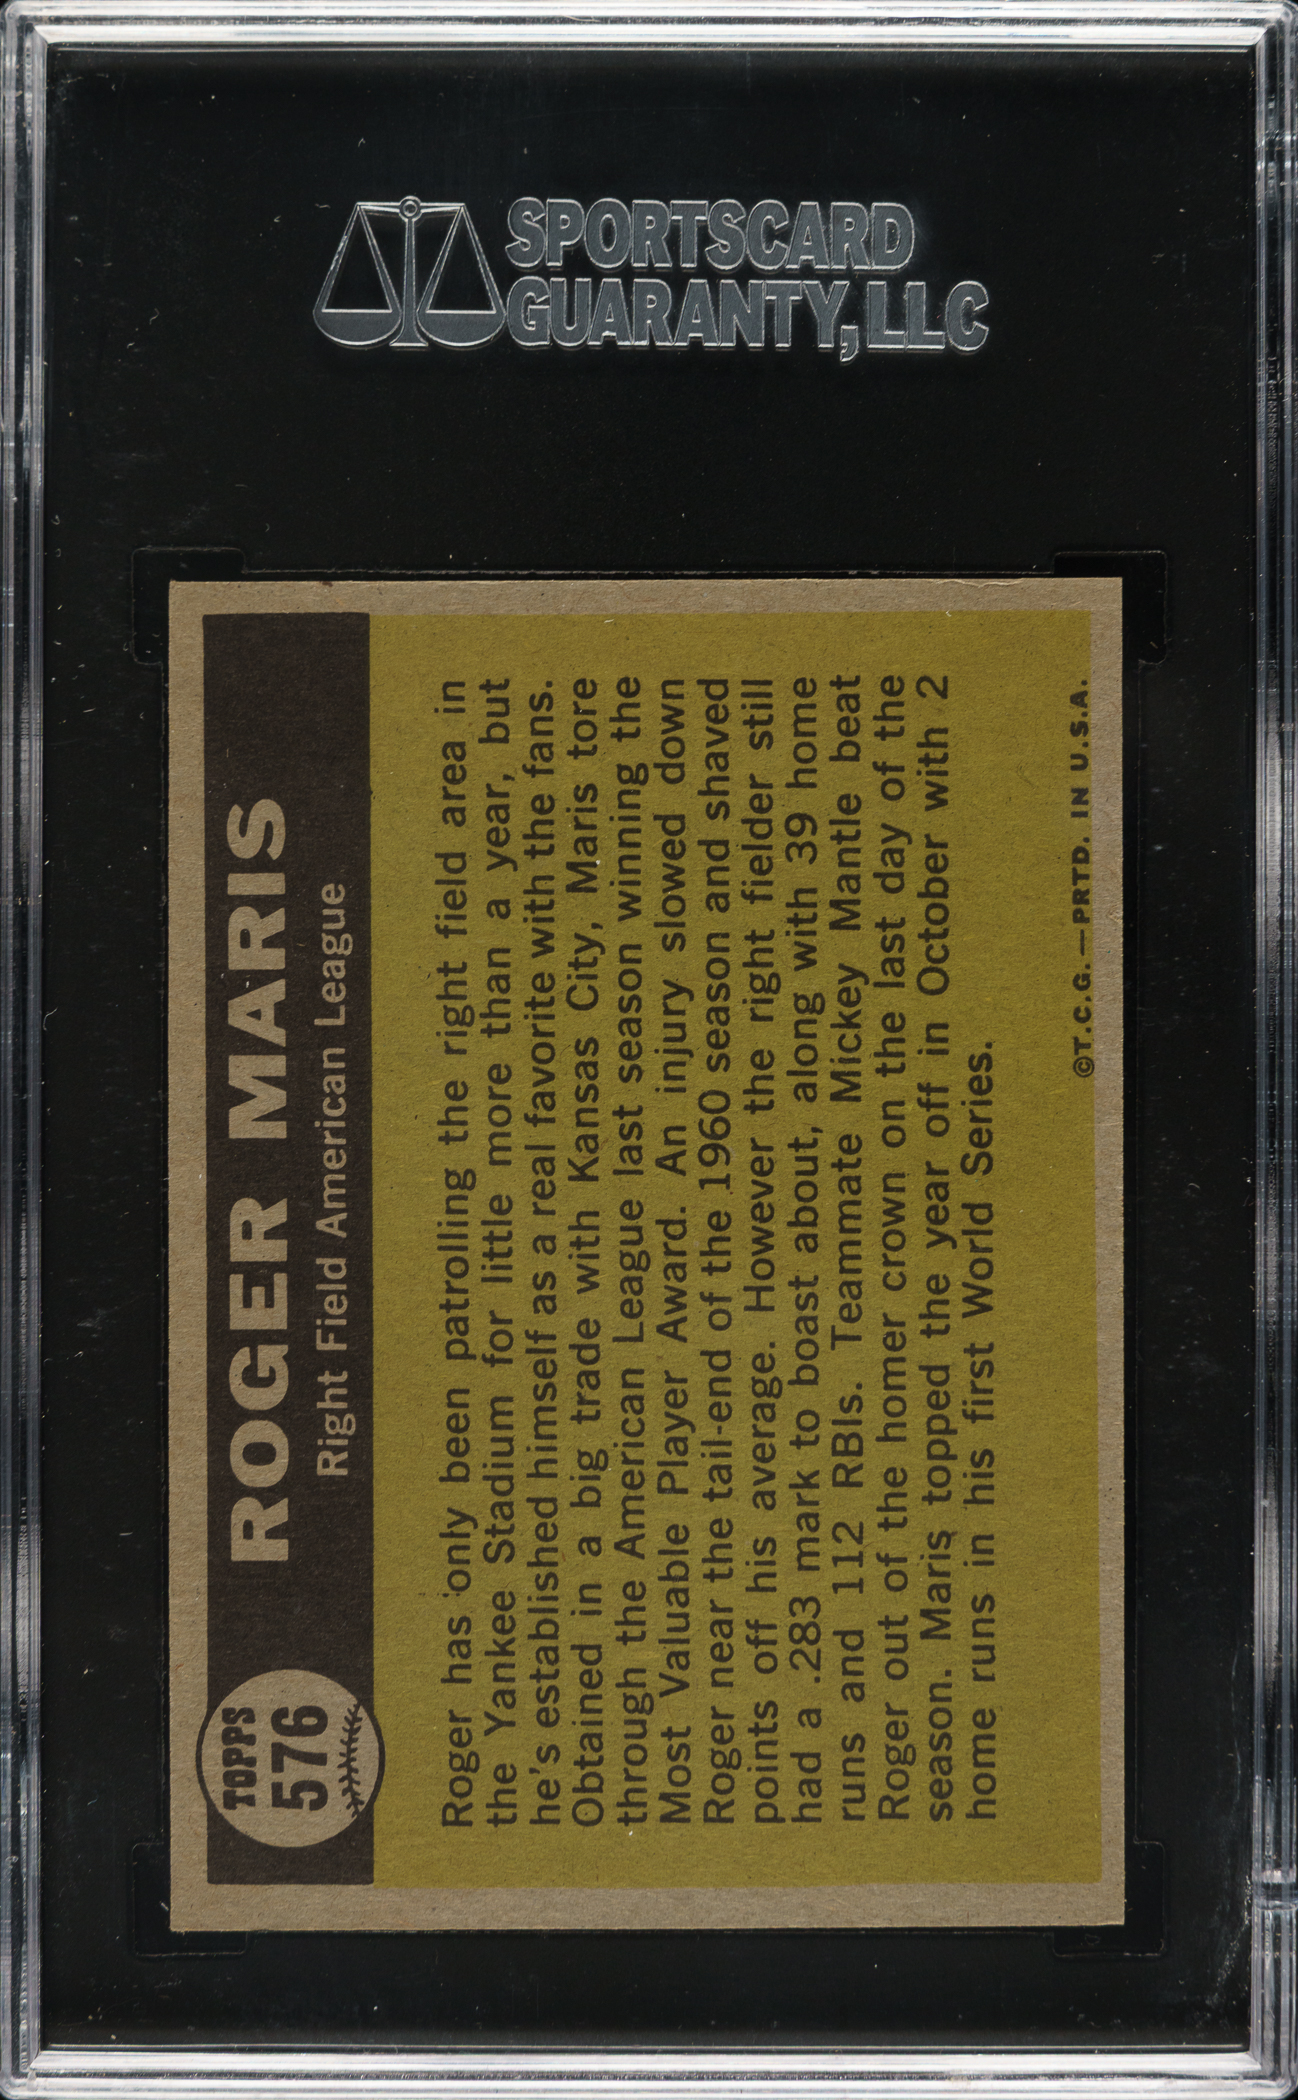 SPORTSCARD
GUARANTY, LLC
TOPPS
576
ROGER MARIS
Right Field American League
Roger has only been patrolling the right field area in
the Yankee Stadium for little more than a year, but
he's established himself as a real favorite with the fans.
Obtained in a big trade with Kansas City, Maris tore
through the American League last season winning the
Most Valuable Player Award. An injury slowed down
Roger near the tail-end of the 1960 season and shaved
points off his average. However the right fielder still
had a .283 mark to boast about, along with 39 home
runs and 112 RBIs. Teammate Mickey Mantle beat
Roger out of the homer crown on the last day of the
season. Maris topped the year off in October with 2
home runs in his first World Series.
©T.C.G.—PRTD. IN U.S.A.